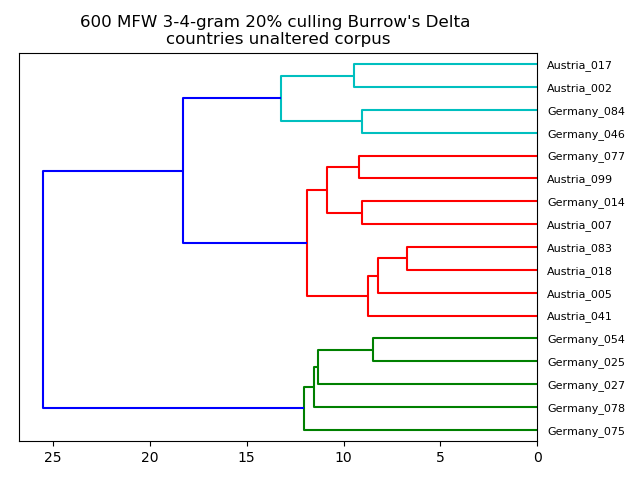 600 MFW 3-4-gram 20% culling Burrow's Delta
countries unaltered corpus
Austria_017
Austria_002
Germany_084
Germany_046
Germany_077
Austria_099
Germany_014
Austria_007
Austria_083
Austria_018
Austria_005
Austria_041
Germany_054
Germany_025
Germany_027
Germany_078
Germany_075
25 20 15 10 5 0